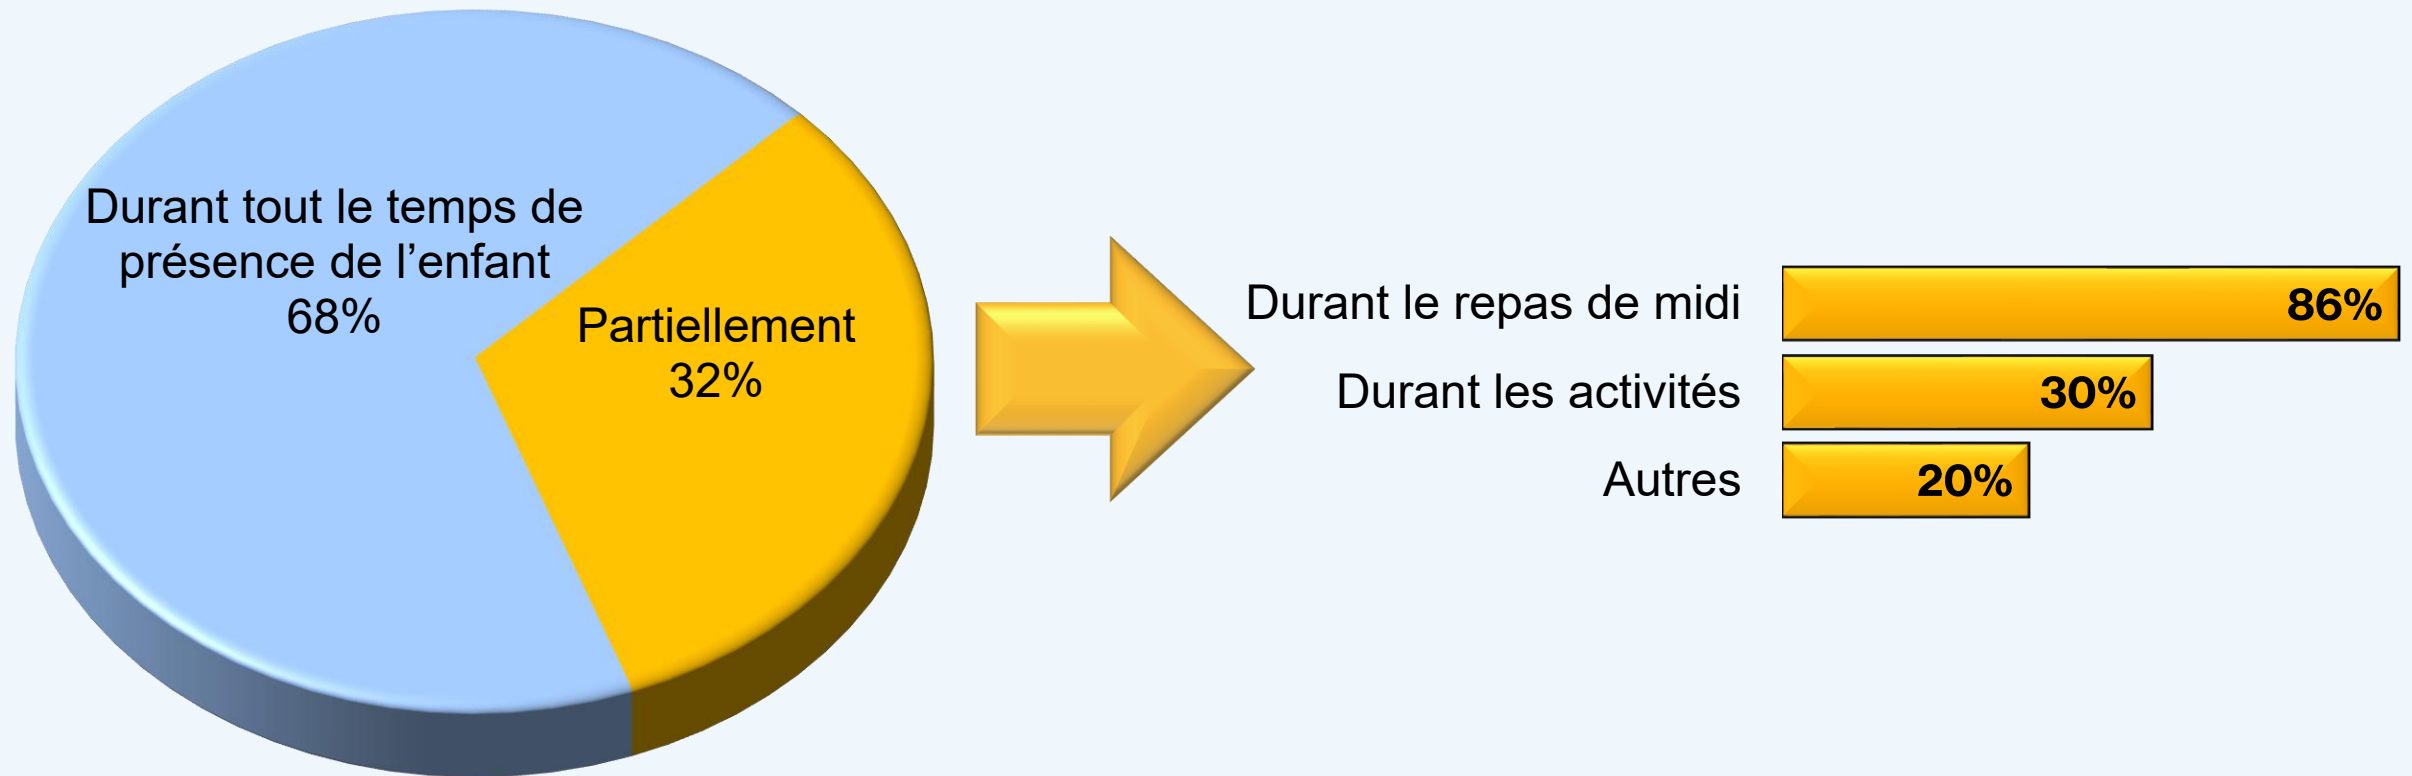 Durant tout le temps de
présence de l’enfant
68%
Partiellement
32%
Durant le repas de midi 86%
Durant les activités 30%
Autres 20%